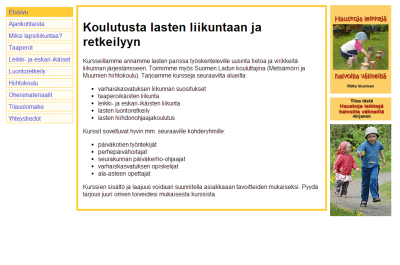 Etusivu
Ajankohtaista
Miksi lapsiliikuntaa?
Taaperot
Leikki- ja eskari-ikäiset
Luontoretkeily
Hiihtokoulu
Oheismateriaalit
Tilauslomake
Yhteystiedot
Koulutusta lasten liikuntaan ja
retkeilyyn
Kursseillamme annamme lasten parissa työskenteleville uusinta tietoa ja virikkeitä
liikunnan järjestämiseen. Toimimme myös Suomen Ladun kouluttajina (Metsämörri ja
Muumien hiihtokoulu). Tarjoamme kursseja seuraavilta alueilta:
varhaiskasvatuksen liikunnan suositukset
taaperoikäisten liikunta
leikki- ja eskari-ikäisten liikunta
lasten luontoretkeily
lasten hiihdonohjaajakoulutus
Kurssit soveltuvat hyvin mm. seuraaville kohderyhmille:
päiväkotien työntekijät
perhepäivähoitajat
seurakunnan päiväkerho-ohjaajat
varhaiskasvatuksen opiskelijat
ala-asteen opettajat
Kurssien sisältö ja laajuus voidaan suunnitella asiakkaaan tavoitteiden mukaiseksi. Pyydä
tarjous juuri omien toiveidesi mukaisesta kurssista.
Hauskoja leikkejä
halvoilla välineillä
Tilaa tästä
Hauskoja leikkejä
halvoilla välineillä
-kirjanen